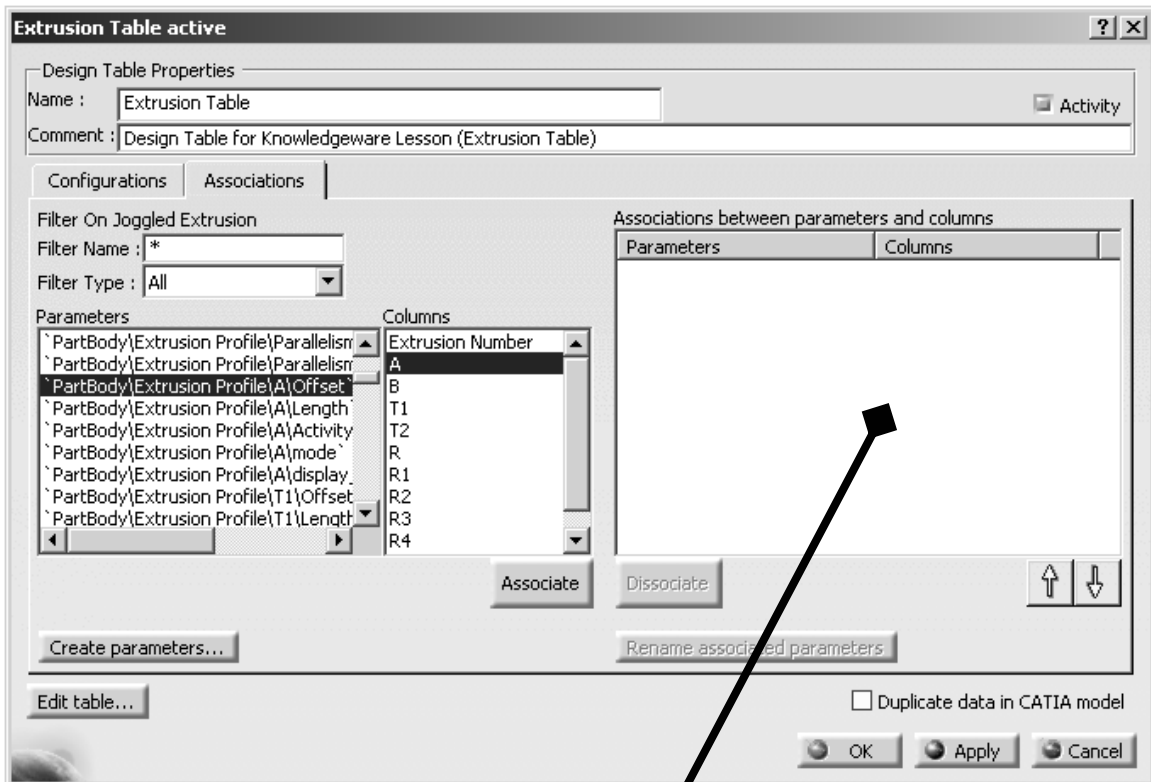 Extrusion Table active
Design Table Properties
Name : Extrusion Table
Activity
Comment : Design Table for Knowledgeware Lesson (Extrusion Table)
Configurations Associations
Filter On Joggled Extrusion
Filter Name : *
Filter Type : All
Parameters
`PartBody\Extrusion Profile\Parallelism
`PartBody\Extrusion Profile\Parallelism
`PartBody\Extrusion Profile\A\Offset`
`PartBody\Extrusion Profile\A\Length`
`PartBody\Extrusion Profile\A\Activity
`PartBody\Extrusion Profile\A\mode`
`PartBody\Extrusion Profile\A\display_
`PartBody\Extrusion Profile\T1\Offset
`PartBody\Extrusion Profile\T1\Length
Columns
Extrusion Number
A
B
T1
T2
R
R1
R2
R3
R4
Associate
Associations between parameters and columns
Parameters Columns
Dissociate
Create parameters...
Rename associated parameters
Edit table...
Duplicate data in CATIA model
OK Apply Cancel